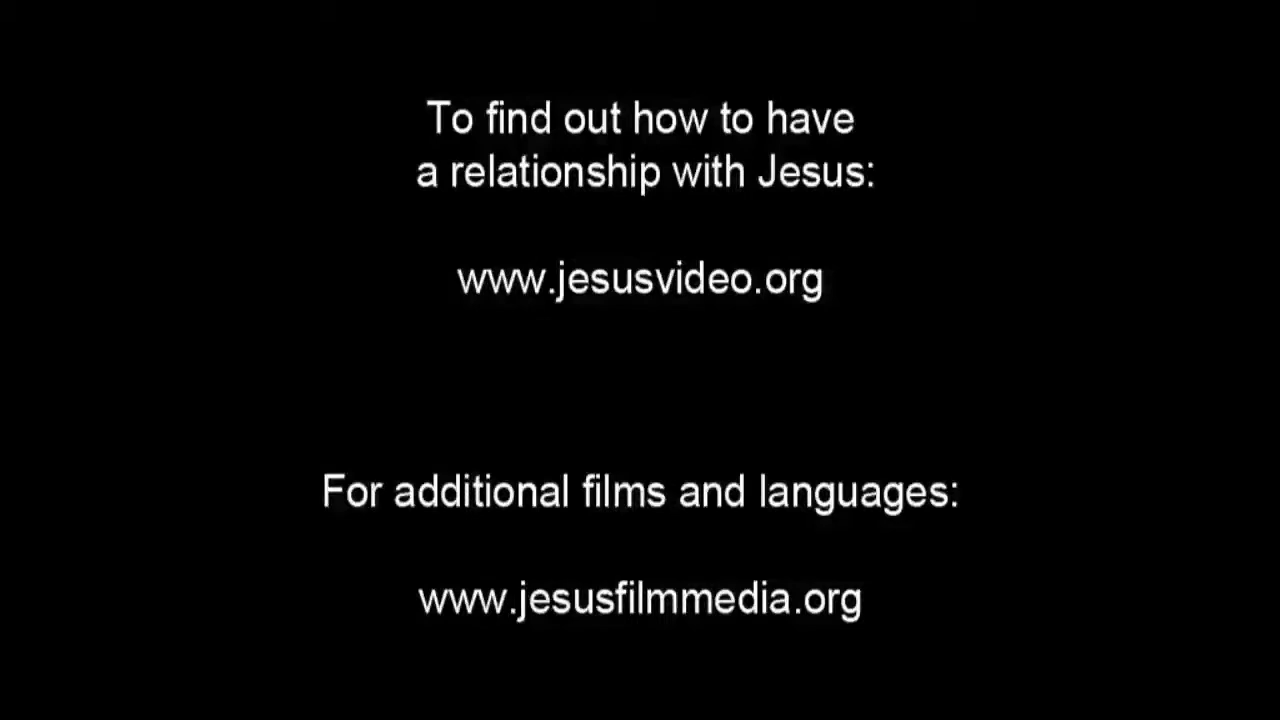 To find out how to have
a relationship with Jesus:
www.jesusvideo.org
For additional films and languages:
www.jesusfilmmedia.org